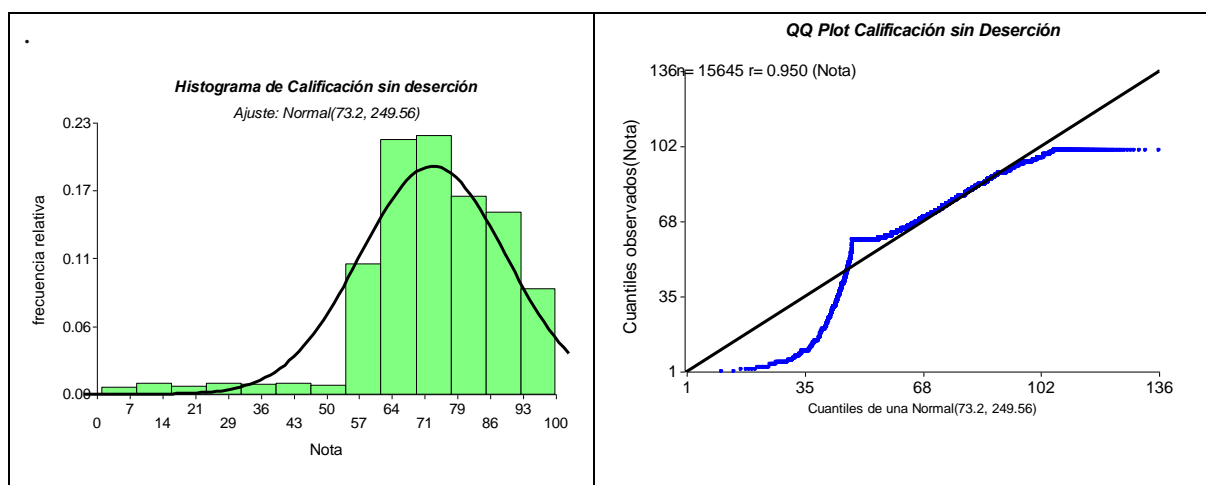 .
Histograma de Calificación sin deserción
Ajuste: Normal(73.2, 249.56)
0.23
0.17
0.11
0.06
0.00
frecuencia relativa
7 21 36 50 64 79 93
0 14 29 43 57 71 86 100
Nota
QQ Plot Calificación sin Deserción
136n= 15645 r= 0.950 (Nota)
102
68
35
1
Cuantiles observados(Nota)
1 35 68 102 136
Cuantiles de una Normal(73.2, 249.56)